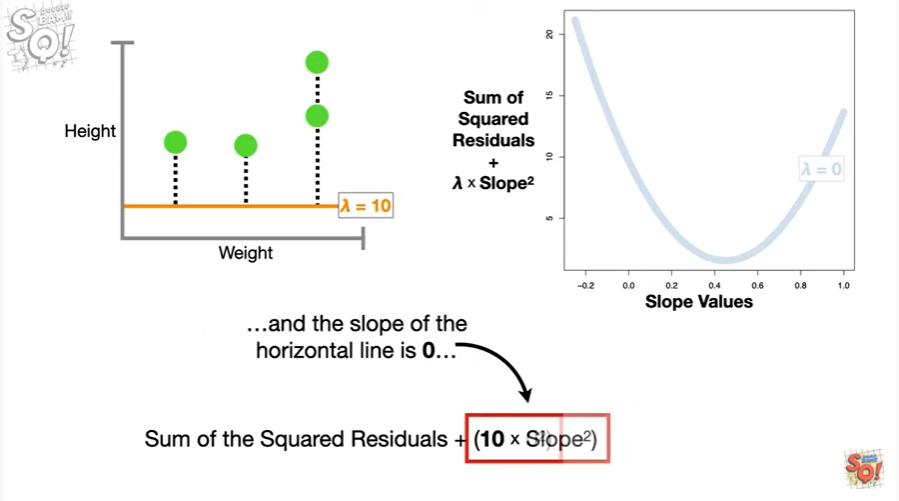 SQ!
Height
λ = 10
Weight
Sum of
Squared
Residuals
+
λ × Slope²
20
15
10
5
λ = 0
−0.2 0.0 0.2 0.4 0.6 0.8 1.0
Slope Values
...and the slope of the
horizontal line is 0...
Sum of the Squared Residuals + (10 × Slope²)
SQ!